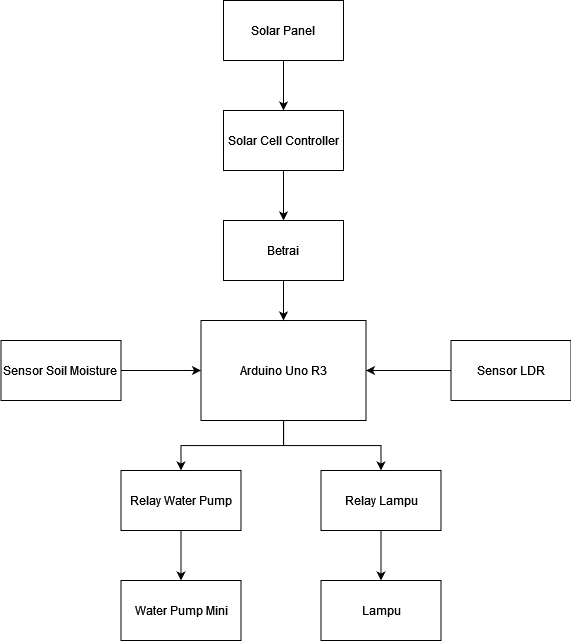 Solar Panel
Solar Cell Controller
Betrai
Sensor Soil Moisture
Arduino Uno R3
Sensor LDR
Relay Water Pump
Relay Lampu
Water Pump Mini
Lampu